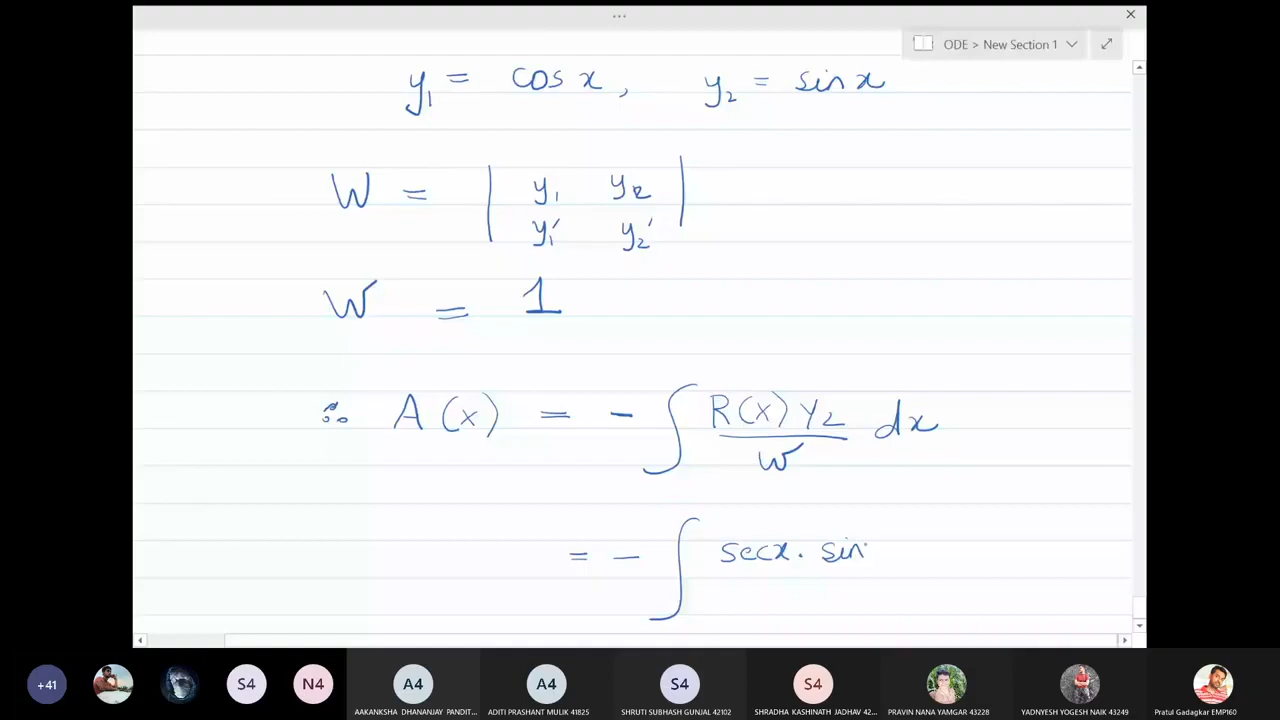 ODE > New Section 1
y₁ = cos x, y₂ = sin x
W = | y₁ y₂ |
| y₁′ y₂′ |
W = 1
∴ A(x) = - ∫ R(x) y₂ / W dx
= - ∫ secx. sin
+41 S4 N4 A4 A4 S4 S4
AAKANKSHA DHANANJAY PANDIT... ADITI PRASHANT MULIK 41825 SHRUTI SUBHASH GUNJAL 42102 SHRADHA KASHINATH JADHAV 42... PRAVIN NANA YAMGAR 43228 YADNYESH YOGESH NAIK 43249 Pratul Gadagkar EMP160